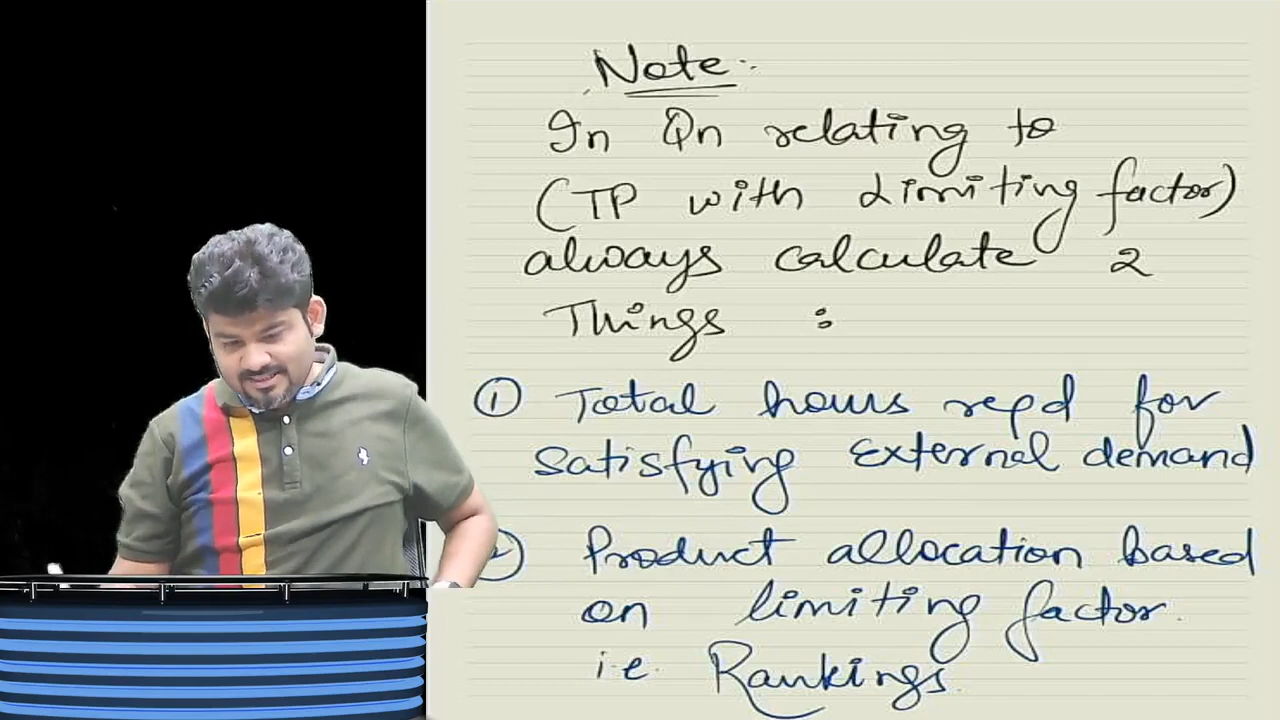 Note:
In Qn relating to
(TP with Limiting factor)
always calculate 2
Things :
① Total hours reqd for
satisfying External demand
2) Product allocation based
on limiting factor.
i.e. Rankings.